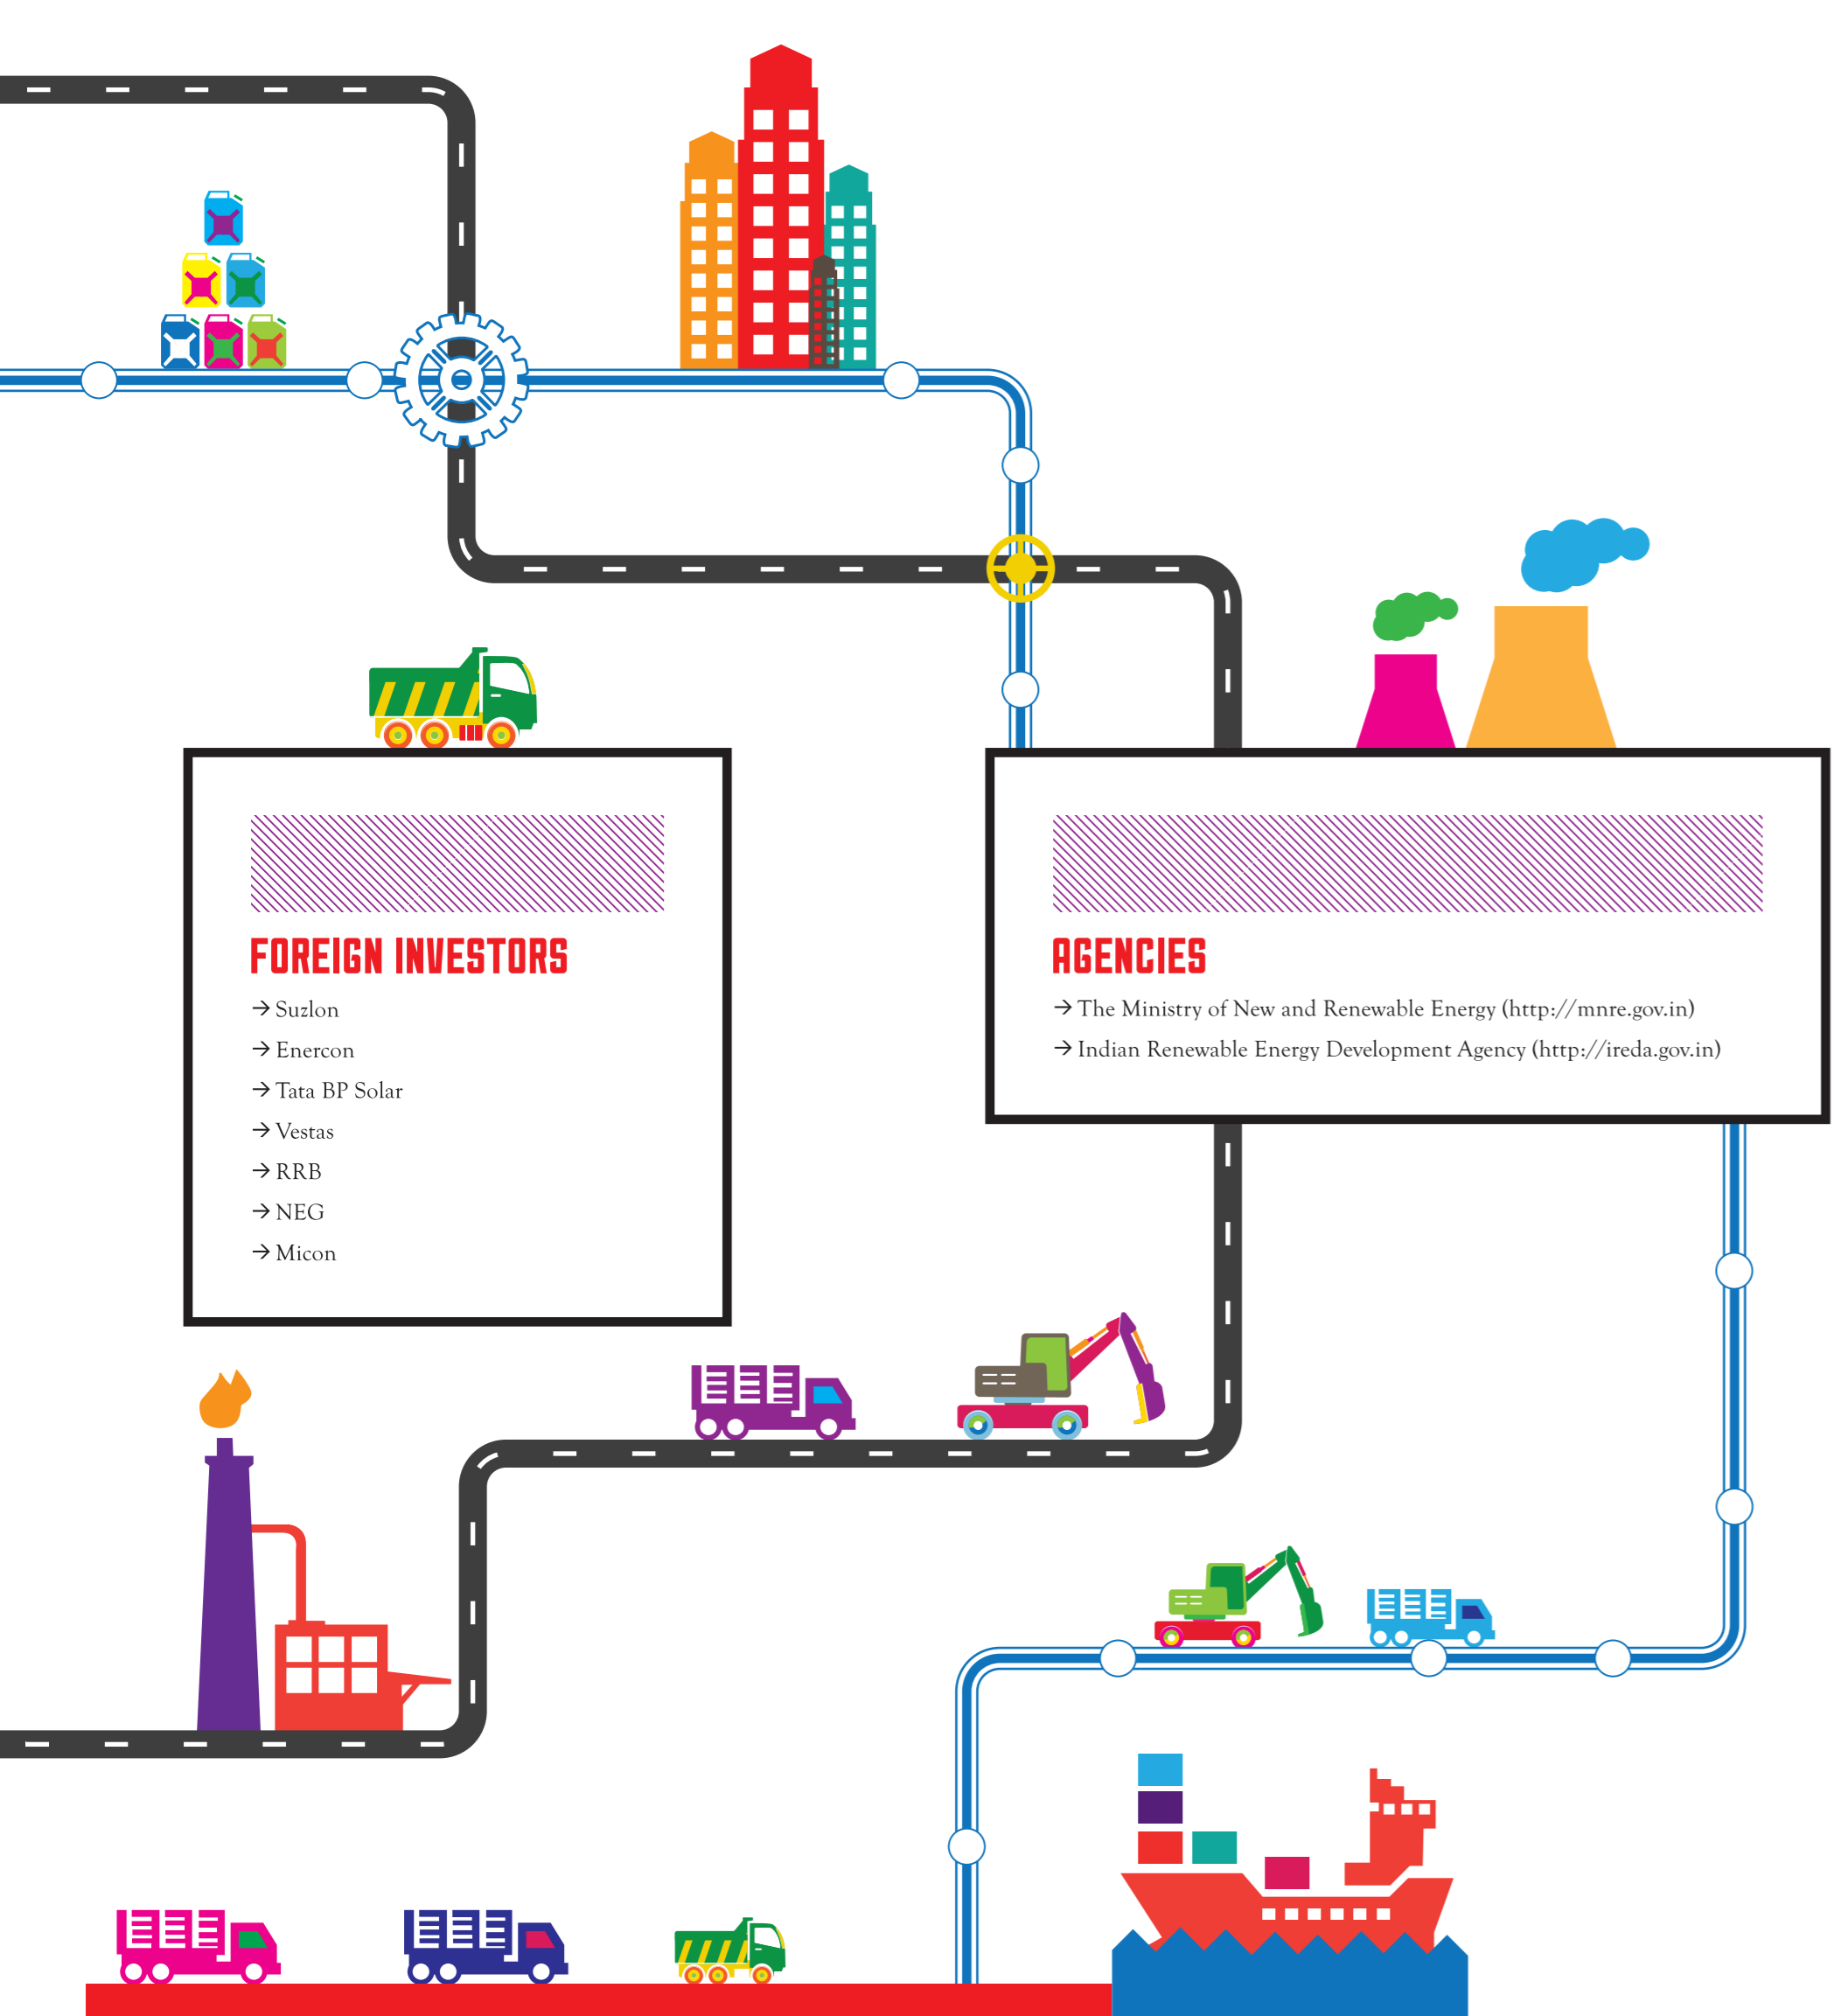 FOREIGN INVESTORS
→ Suzlon
→ Enercon
→ Tata BP Solar
→ Vestas
→ RRB
→ NEG
→ Micon
AGENCIES
→ The Ministry of New and Renewable Energy (http://mnre.gov.in)
→ Indian Renewable Energy Development Agency (http://ireda.gov.in)